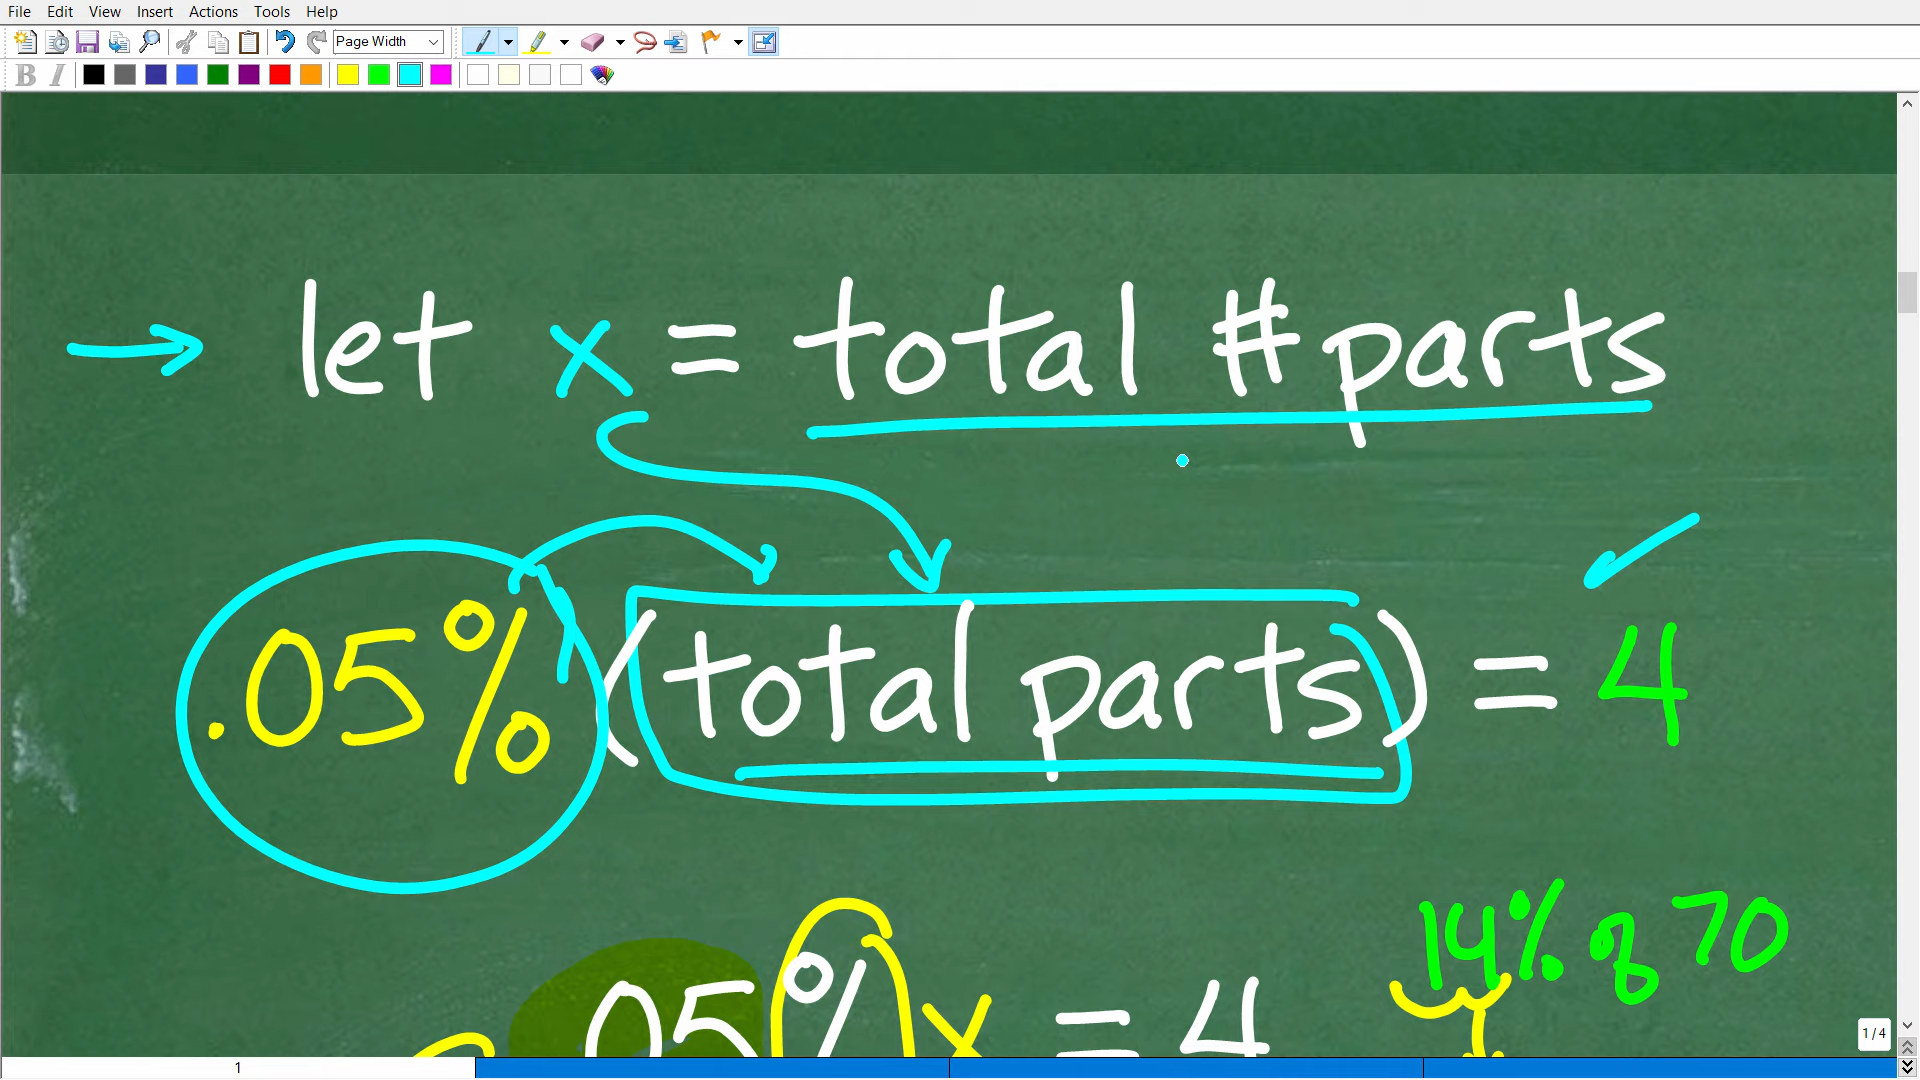 File Edit View Insert Actions Tools Help
Page Width
B I
let x = total # parts
.05% (total parts) = 4
14% of 70
.05% x = 4
1 / 4
1